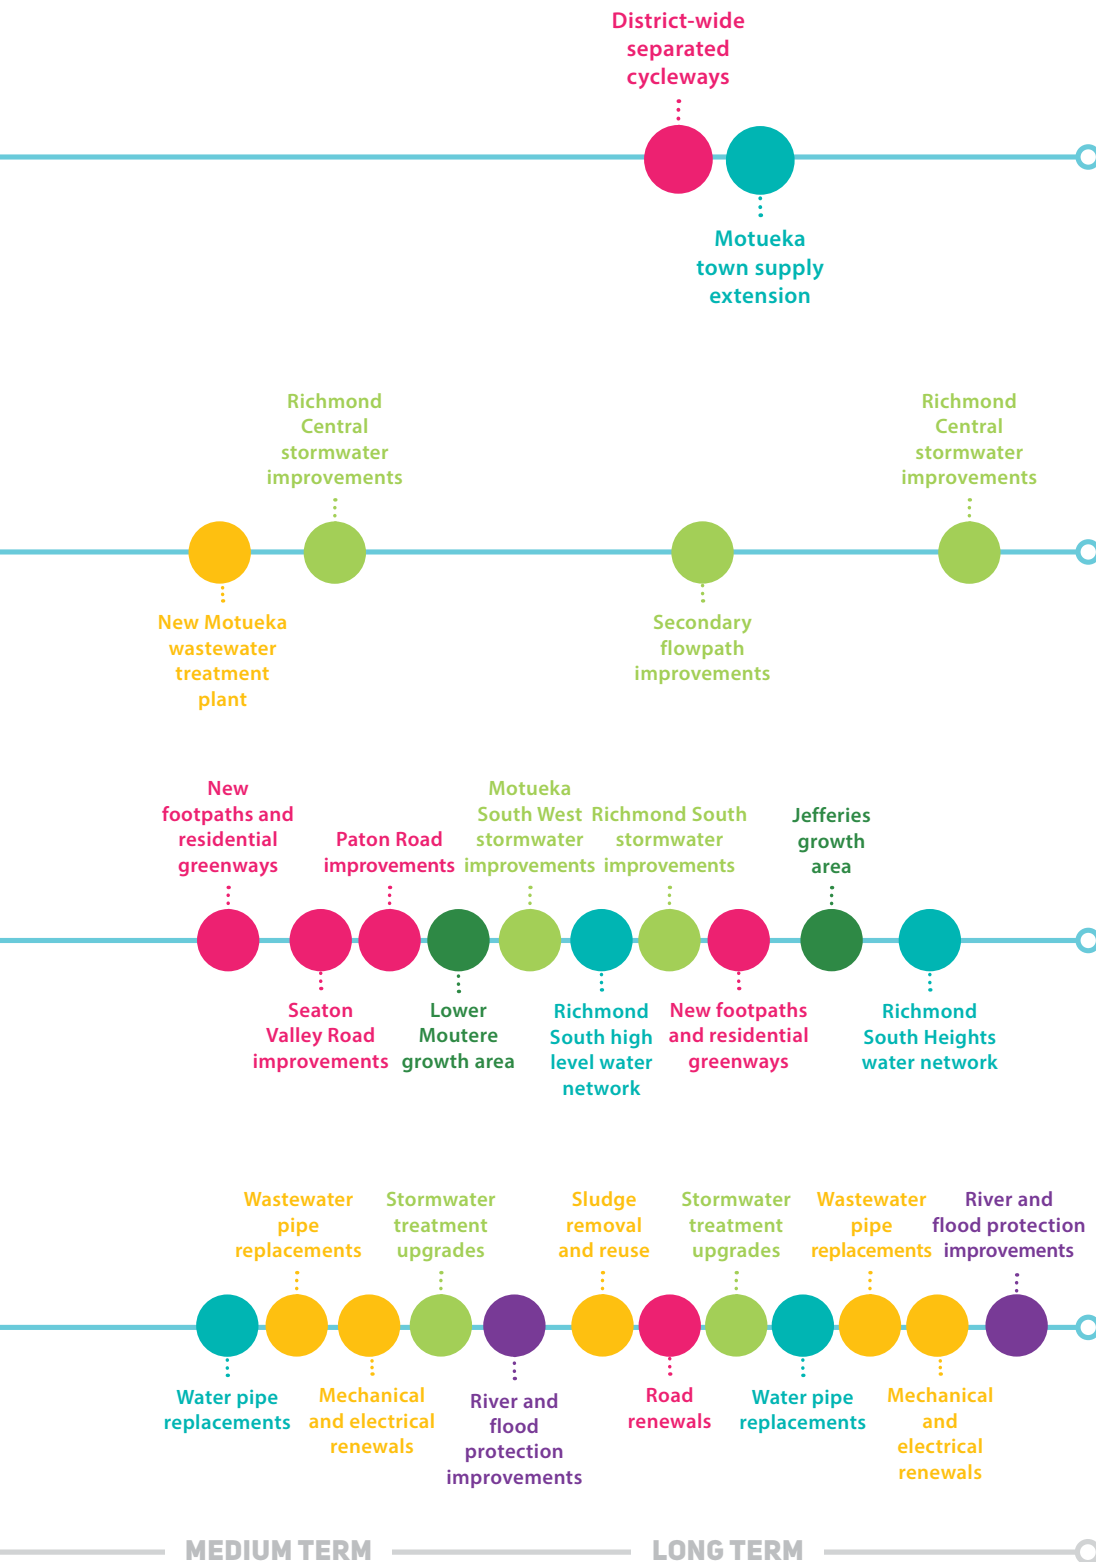 District-wide
separated
cycleways
Motueka
town supply
extension
Richmond
Central
stormwater
improvements
Richmond
Central
stormwater
improvements
New Motueka
wastewater
treatment
plant
Secondary
flowpath
improvements
New
footpaths and
residential
greenways
Paton Road
improvements
Motueka
South West
stormwater
improvements
Richmond South
stormwater
improvements
Jefferies
growth
area
Seaton
Valley Road
improvements
Lower
Moutere
growth area
Richmond
South high
level water
network
New footpaths
and residential
greenways
Richmond
South Heights
water network
Wastewater
pipe
replacements
Stormwater
treatment
upgrades
Sludge
removal
and reuse
Stormwater
treatment
upgrades
Wastewater
pipe
replacements
River and
flood protection
improvements
Water pipe
replacements
Mechanical
and electrical
renewals
River and
flood
protection
improvements
Road
renewals
Water pipe
replacements
Mechanical
and
electrical
renewals
MEDIUM TERM
LONG TERM